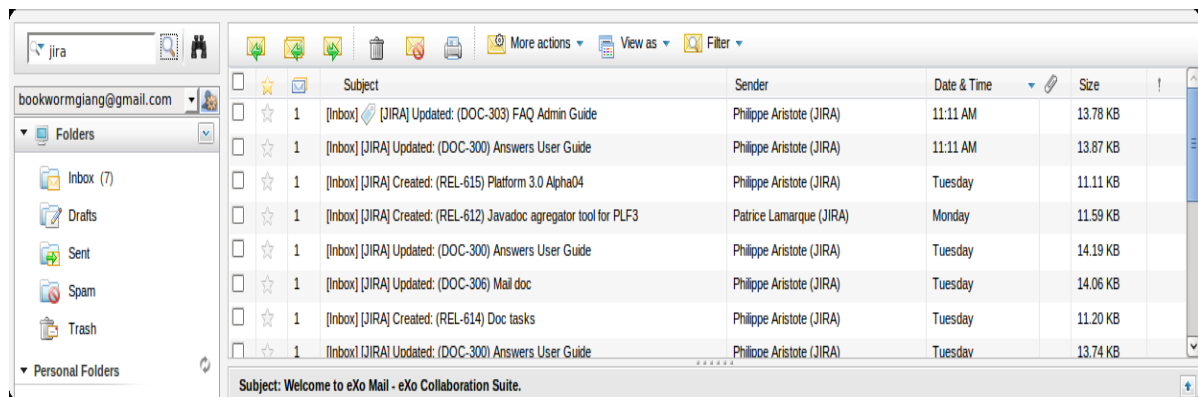 jira
More actions View as Filter
bookwormgiang@gmail.com
Folders
Inbox (7)
Drafts
Sent
Spam
Trash
Personal Folders
Subject Sender Date & Time Size !
1 [Inbox] [JIRA] Updated: (DOC-303) FAQ Admin Guide Philippe Aristote (JIRA) 11:11 AM 13.78 KB
1 [Inbox] [JIRA] Updated: (DOC-300) Answers User Guide Philippe Aristote (JIRA) 11:11 AM 13.87 KB
1 [Inbox] [JIRA] Created: (REL-615) Platform 3.0 Alpha04 Philippe Aristote (JIRA) Tuesday 11.11 KB
1 [Inbox] [JIRA] Created: (REL-612) Javadoc agregator tool for PLF3 Patrice Lamarque (JIRA) Monday 11.59 KB
1 [Inbox] [JIRA] Updated: (DOC-300) Answers User Guide Philippe Aristote (JIRA) Tuesday 14.19 KB
1 [Inbox] [JIRA] Updated: (DOC-306) Mail doc Philippe Aristote (JIRA) Tuesday 14.06 KB
1 [Inbox] [JIRA] Created: (REL-614) Doc tasks Philippe Aristote (JIRA) Tuesday 11.20 KB
1 [Inbox] [JIRA] Updated: (DOC-300) Answers User Guide Philippe Aristote (JIRA) Tuesday 13.74 KB
Subject: Welcome to eXo Mail - eXo Collaboration Suite.